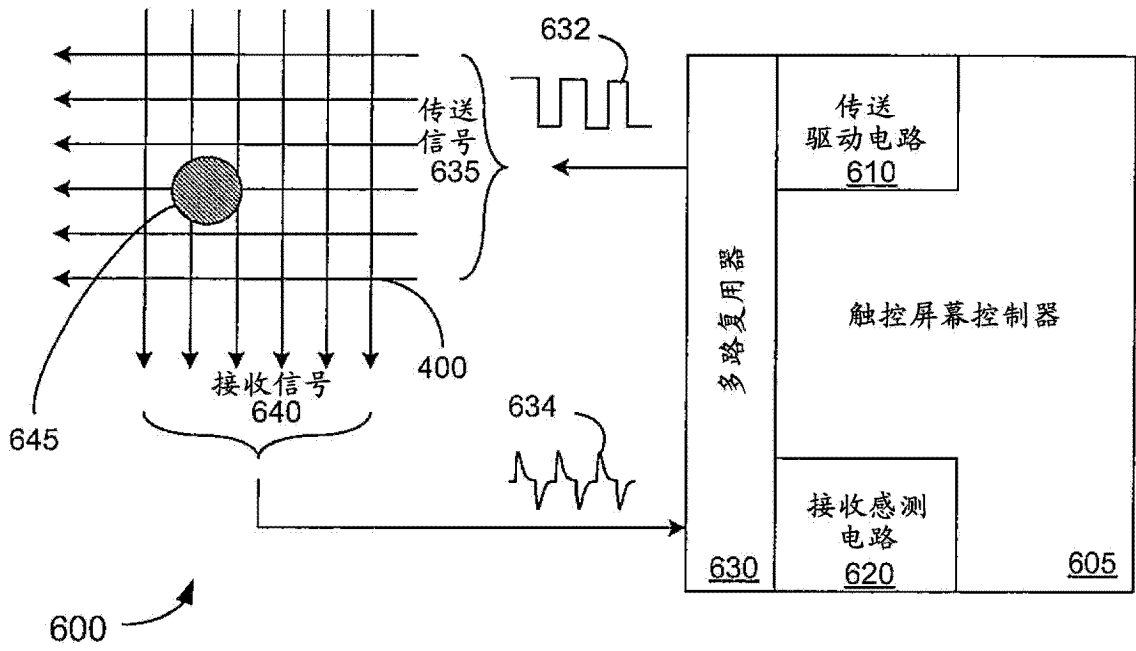 632
传送
信号
635
传送
驱动电路
610
多路复用器
触控屏幕控制器
400
接收信号
640
645
634
接收感测
电路
620
630
605
600